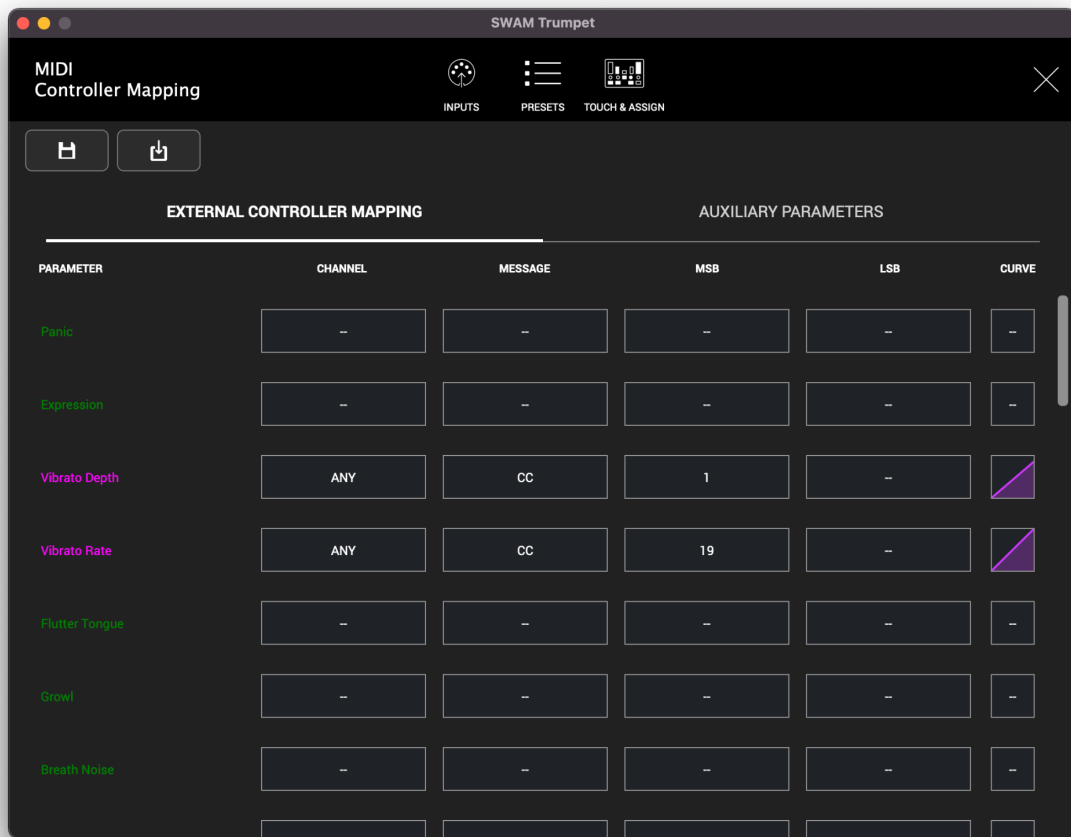 SWAM Trumpet
MIDI
Controller Mapping
INPUTS PRESETS TOUCH & ASSIGN
EXTERNAL CONTROLLER MAPPING AUXILIARY PARAMETERS
PARAMETER CHANNEL MESSAGE MSB LSB CURVE
Panic -- -- -- -- --
Expression -- -- -- -- --
Vibrato Depth ANY CC 1 --
Vibrato Rate ANY CC 19 --
Flutter Tongue -- -- -- -- --
Growl -- -- -- -- --
Breath Noise -- -- -- -- --